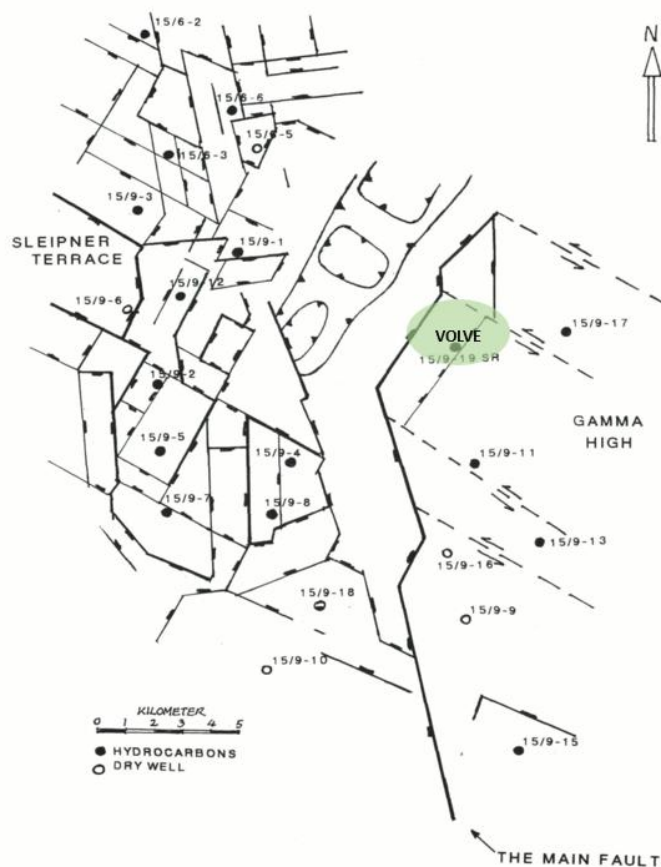 15/6-2
N
15/6-6
15/6-5
15/6-3
15/9-3
SLEIPNER
TERRACE
15/9-1
15/9-12
15/9-6
15/9-17
VOLVE
15/9-19 SR
15/9-2
GAMMA
HIGH
15/9-5
15/9-4
15/9-11
15/9-7
15/9-8
15/9-13
15/9-16
15/9-18
15/9-9
15/9-10
KILOMETER
0 1 2 3 4 5
HYDROCARBONS
DRY WELL
15/9-15
THE MAIN FAULT